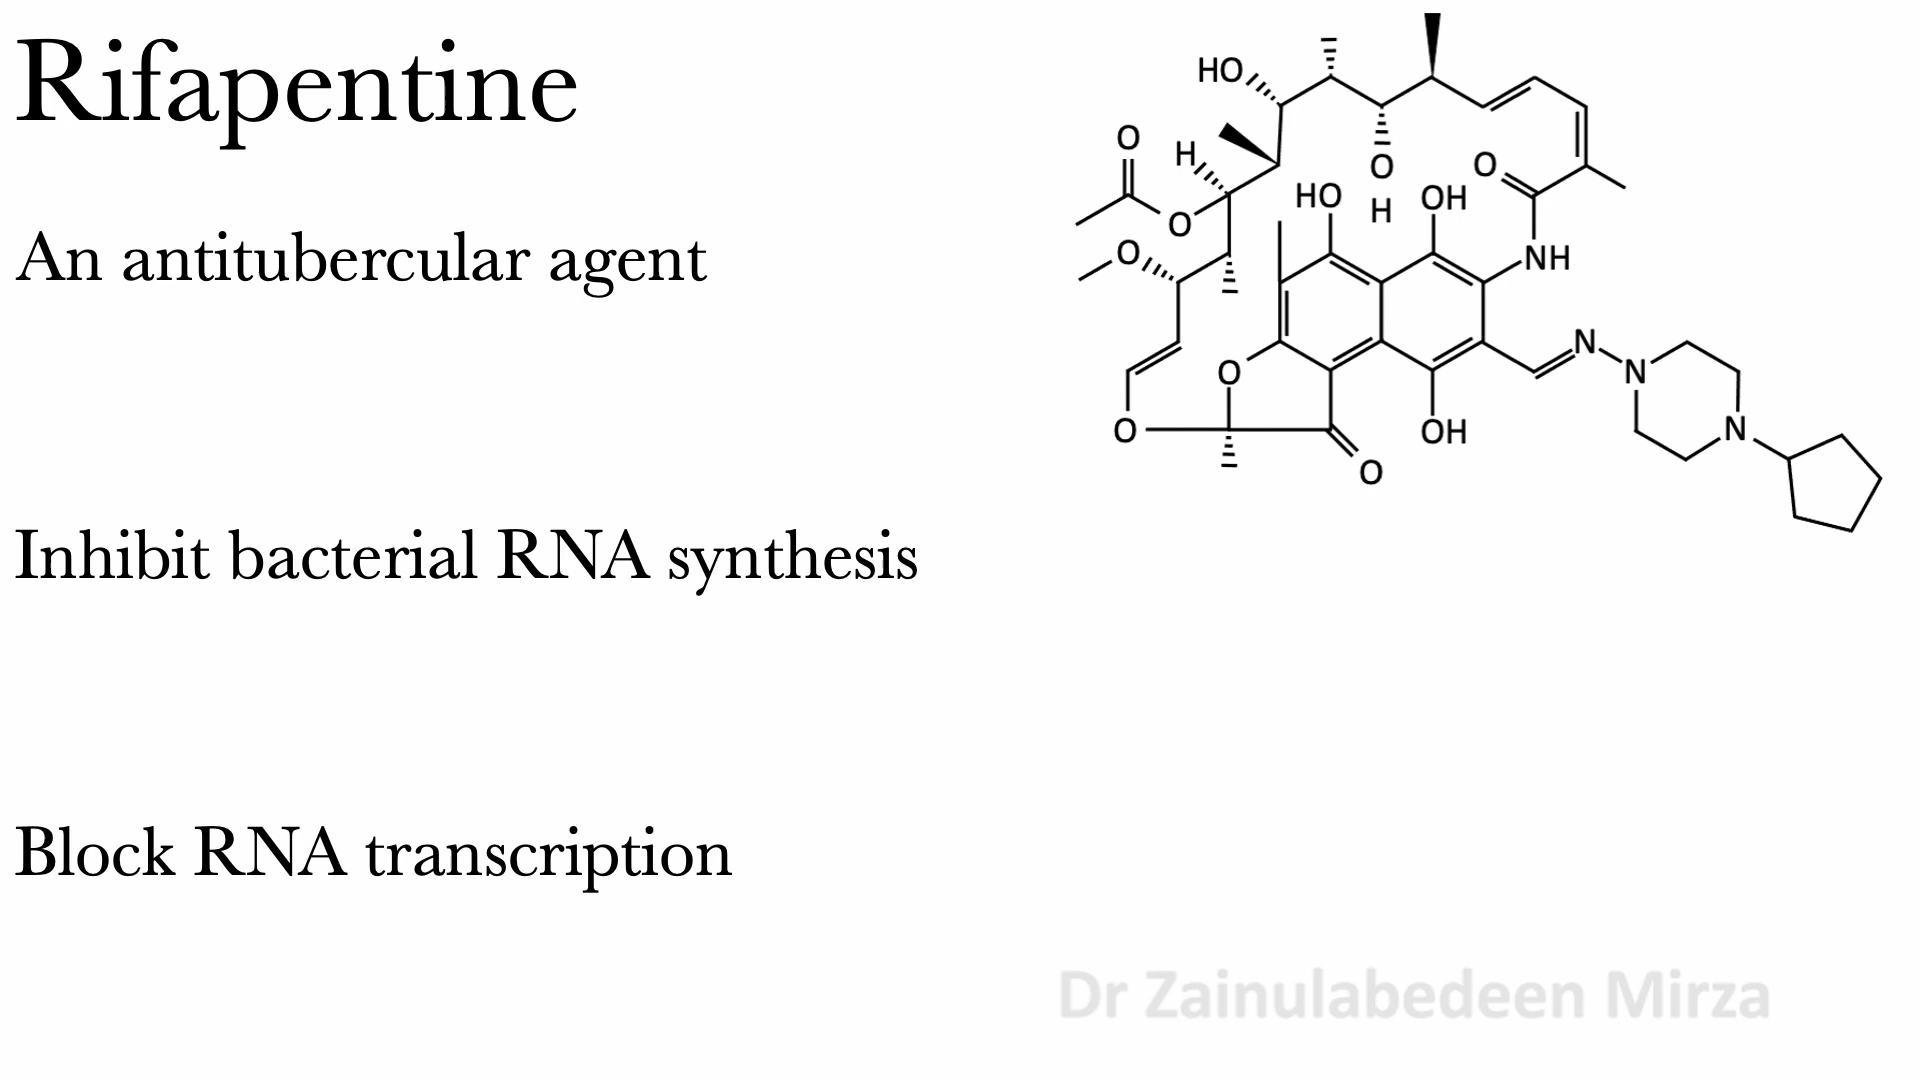 Rifapentine
An antitubercular agent
Inhibit bacterial RNA synthesis
Block RNA transcription
HO
O
H
O
O
HO
O
H
OH
O
NH
O
O
O
OH
N
N
N
Dr Zainulabedeen Mirza